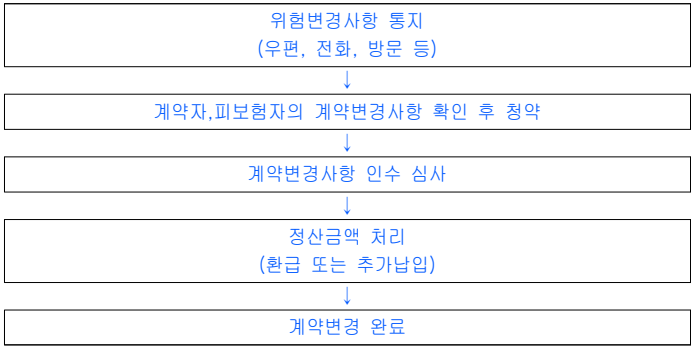 위험변경사항 통지
(우편, 전화, 방문 등)
↓
계약자,피보험자의 계약변경사항 확인 후 청약
↓
계약변경사항 인수 심사
↓
정산금액 처리
(환급 또는 추가납입)
↓
계약변경 완료